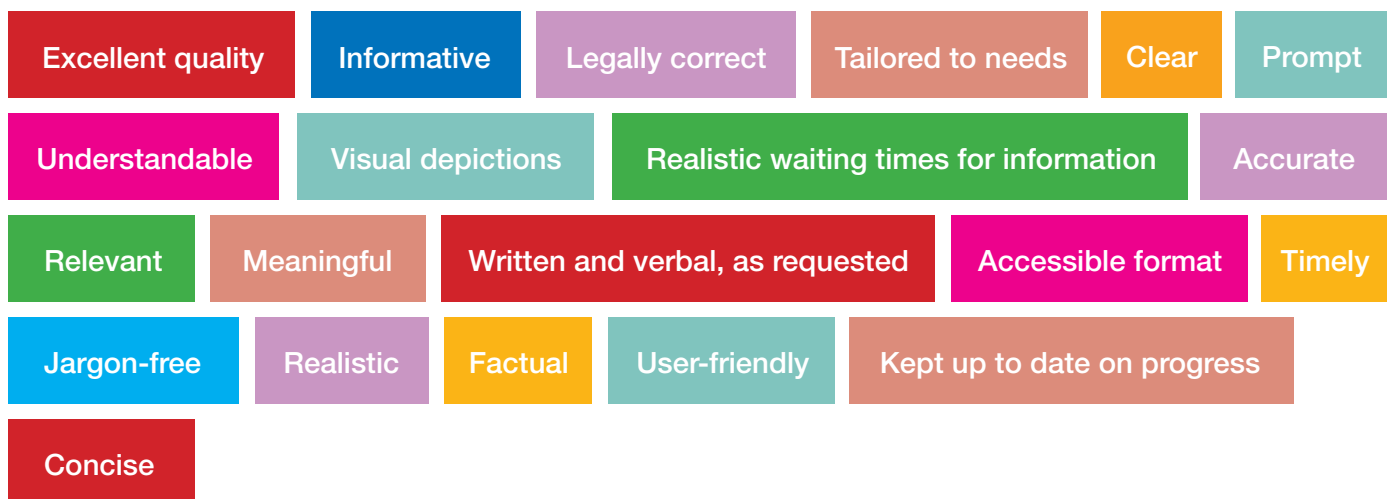 Excellent quality Informative Legally correct Tailored to needs Clear Prompt
Understandable Visual depictions Realistic waiting times for information Accurate
Relevant Meaningful Written and verbal, as requested Accessible format Timely
Jargon-free Realistic Factual User-friendly Kept up to date on progress
Concise